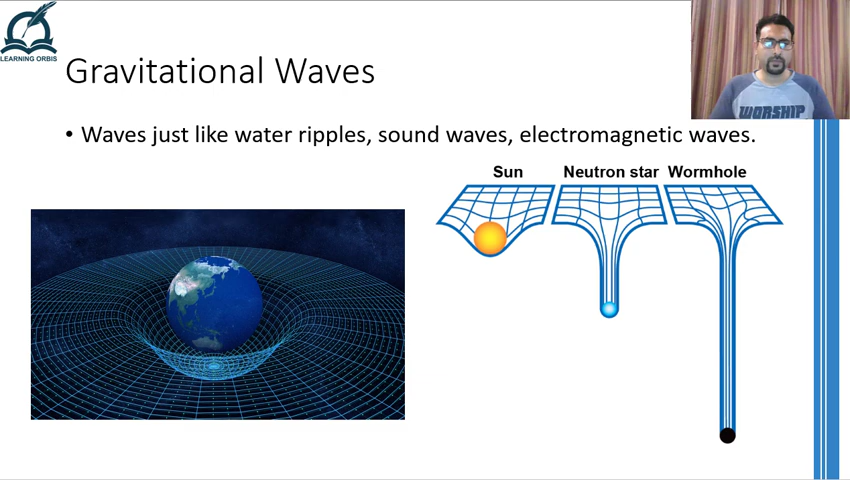 LEARNING ORBIS
Gravitational Waves
WORSHIP
• Waves just like water ripples, sound waves, electromagnetic waves.
Sun Neutron star Wormhole